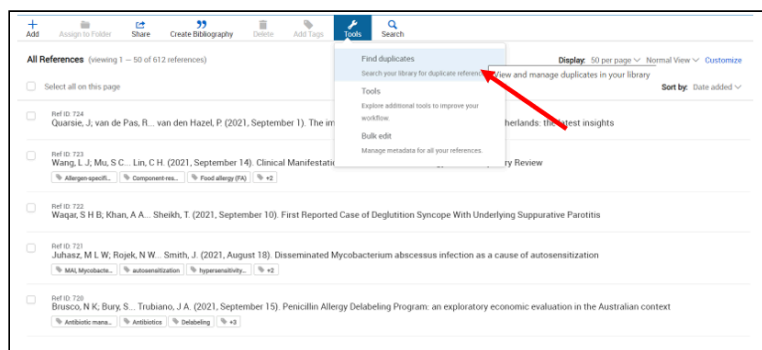 Add Assign to Folder Share Create Bibliography Delete Add Tags Tools Search
All References (viewing 1 – 50 of 612 references)
Display: 50 per page Normal View Customize
Select all on this page
Sort by: Date added
Find duplicates
Search your library for duplicate
View and manage duplicates in your library
Tools
Explore additional tools to improve your
workflow.
Bulk edit
Manage metadata for all your references.
Ref ID: 724
Quarsie, J; van de Pas, R... van den Hazel, P. (2021, September 1). The im the latest insights
Ref ID: 723
Wang, L J; Mu, S C... Lin, C H. (2021, September 14). Clinical Review
Allergen-specifi... Component-res... Food allergy (FA) +2
Ref ID: 722
Waqar, S H B; Khan, A A... Sheikh, T. (2021, September 10). First Reported Case of Deglutition Syncope With Underlying Suppurative Parotitis
Ref ID: 721
Juhasz, M L W; Rojek, N W... Smith, J. (2021, August 18). Disseminated Mycobacterium abscessus infection as a cause of autosensitization
MAI, Mycobacte... autosensitization hypersensitivity... +2
Ref ID: 720
Brusco, N K; Bury, S... Trubiano, J A. (2021, September 15). Penicillin Allergy Delabeling Program: an exploratory economic evaluation in the Australian context
Antibiotic mana... Antibiotics Delabeling +3